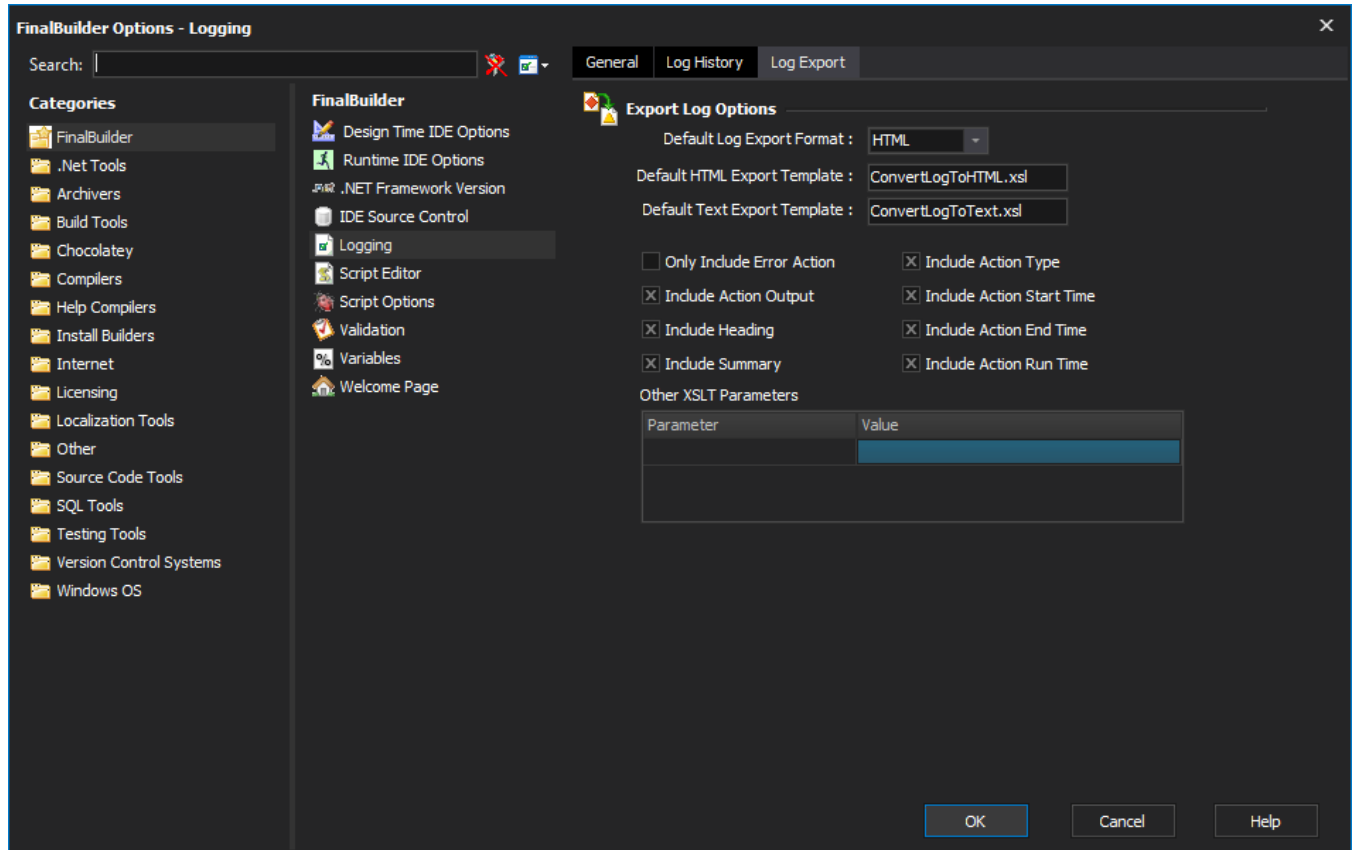 FinalBuilder Options - Logging
Search:
General
Log History
Log Export
Categories
FinalBuilder
.Net Tools
Archivers
Build Tools
Chocolatey
Compilers
Help Compilers
Install Builders
Internet
Licensing
Localization Tools
Other
Source Code Tools
SQL Tools
Testing Tools
Version Control Systems
Windows OS
FinalBuilder
Design Time IDE Options
Runtime IDE Options
.NET Framework Version
IDE Source Control
Logging
Script Editor
Script Options
Validation
Variables
Welcome Page
Export Log Options
Default Log Export Format : HTML
Default HTML Export Template : ConvertLogToHTML.xsl
Default Text Export Template : ConvertLogToText.xsl
Only Include Error Action
Include Action Type
Include Action Output
Include Action Start Time
Include Heading
Include Action End Time
Include Summary
Include Action Run Time
Other XSLT Parameters
Parameter Value
OK
Cancel
Help